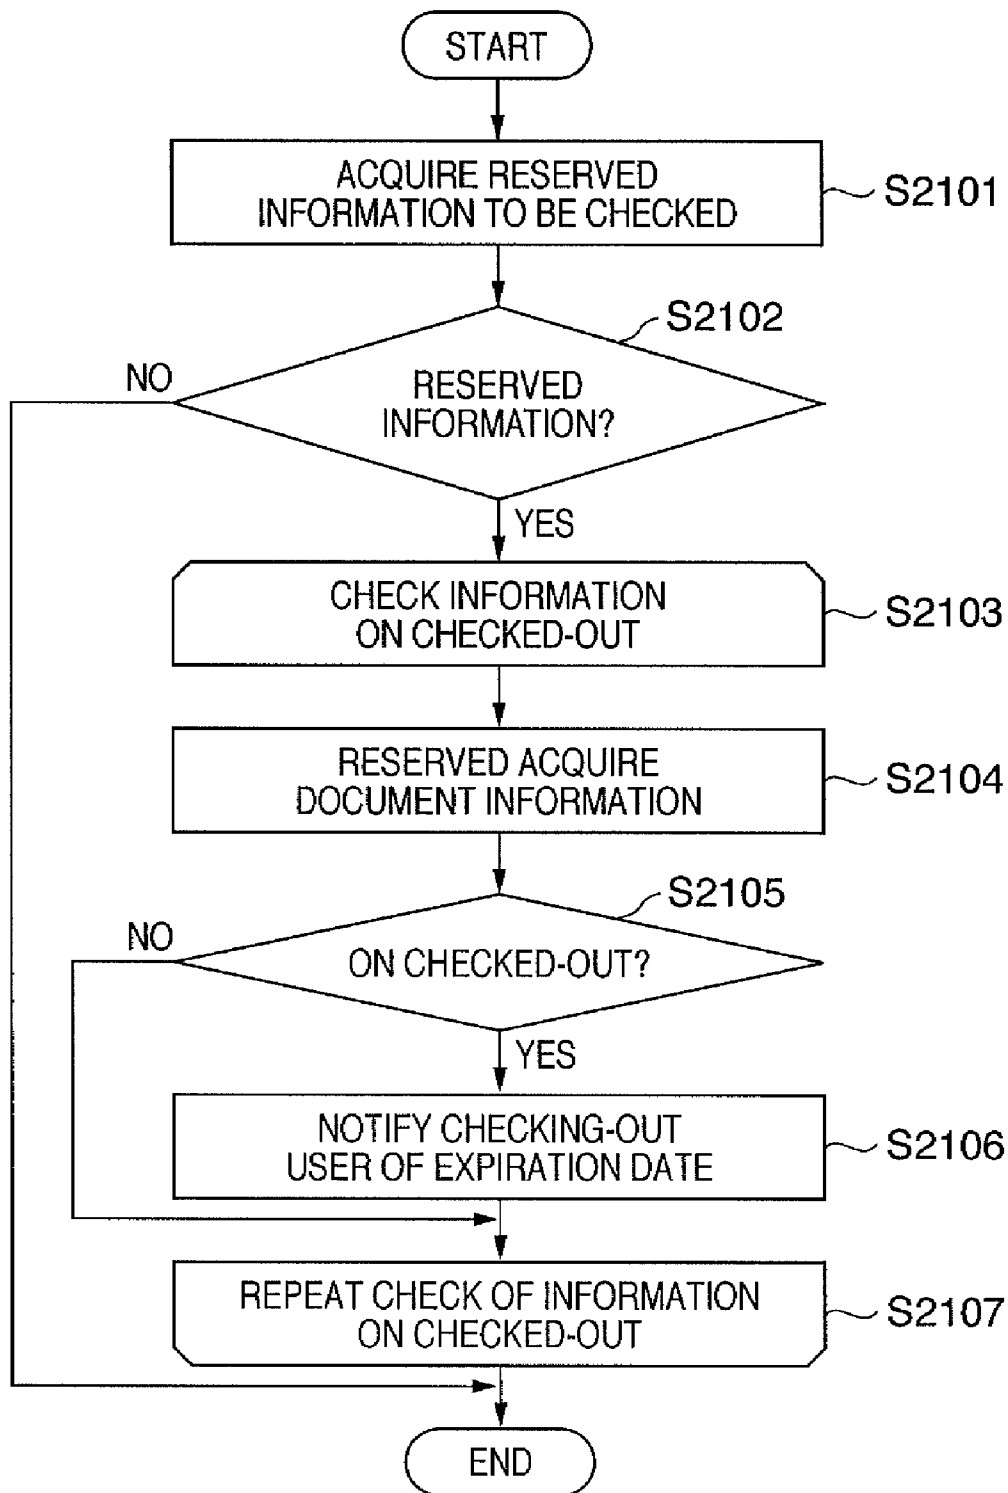 START
ACQUIRE RESERVED
INFORMATION TO BE CHECKED
S2101
S2102
NO
RESERVED
INFORMATION?
YES
CHECK INFORMATION
ON CHECKED-OUT
S2103
RESERVED ACQUIRE
DOCUMENT INFORMATION
S2104
S2105
NO
ON CHECKED-OUT?
YES
NOTIFY CHECKING-OUT
USER OF EXPIRATION DATE
S2106
REPEAT CHECK OF INFORMATION
ON CHECKED-OUT
S2107
END